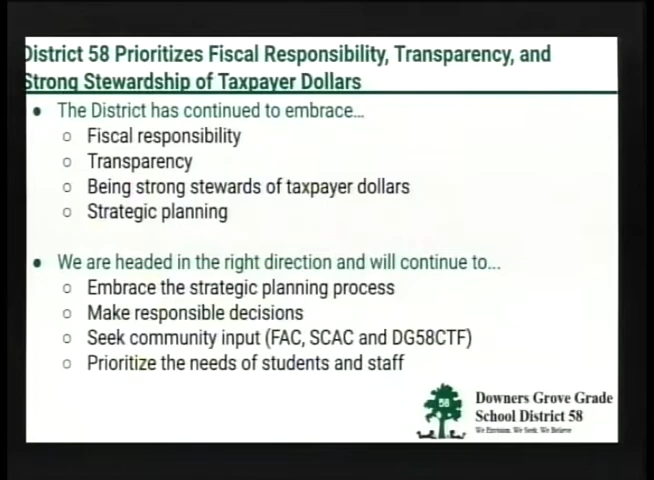 District 58 Prioritizes Fiscal Responsibility, Transparency, and
Strong Stewardship of Taxpayer Dollars
● The District has continued to embrace...
○ Fiscal responsibility
○ Transparency
○ Being strong stewards of taxpayer dollars
○ Strategic planning
● We are headed in the right direction and will continue to...
○ Embrace the strategic planning process
○ Make responsible decisions
○ Seek community input (FAC, SCAC and DG58CTF)
○ Prioritize the needs of students and staff
58
Downers Grove Grade
School District 58
We Envision. We Seek. We Believe